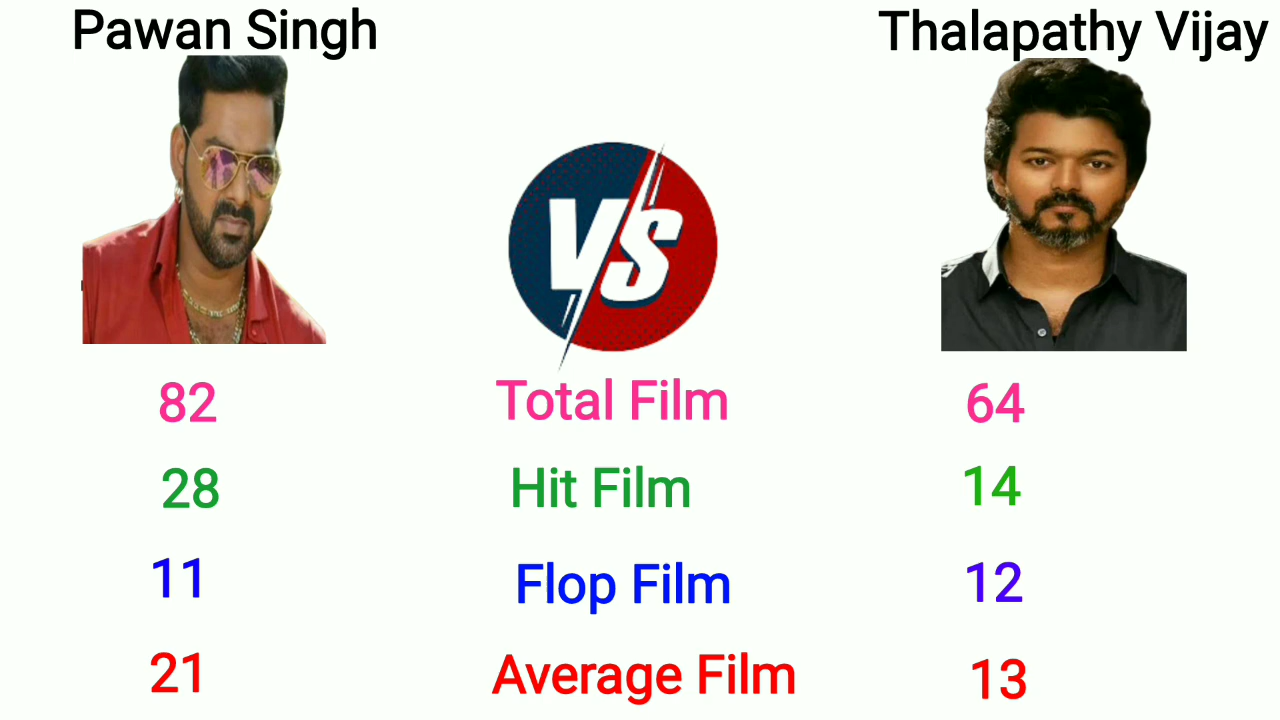 Pawan Singh Thalapathy Vijay
VS
82 Total Film 64
28 Hit Film 14
11 Flop Film 12
21 Average Film 13